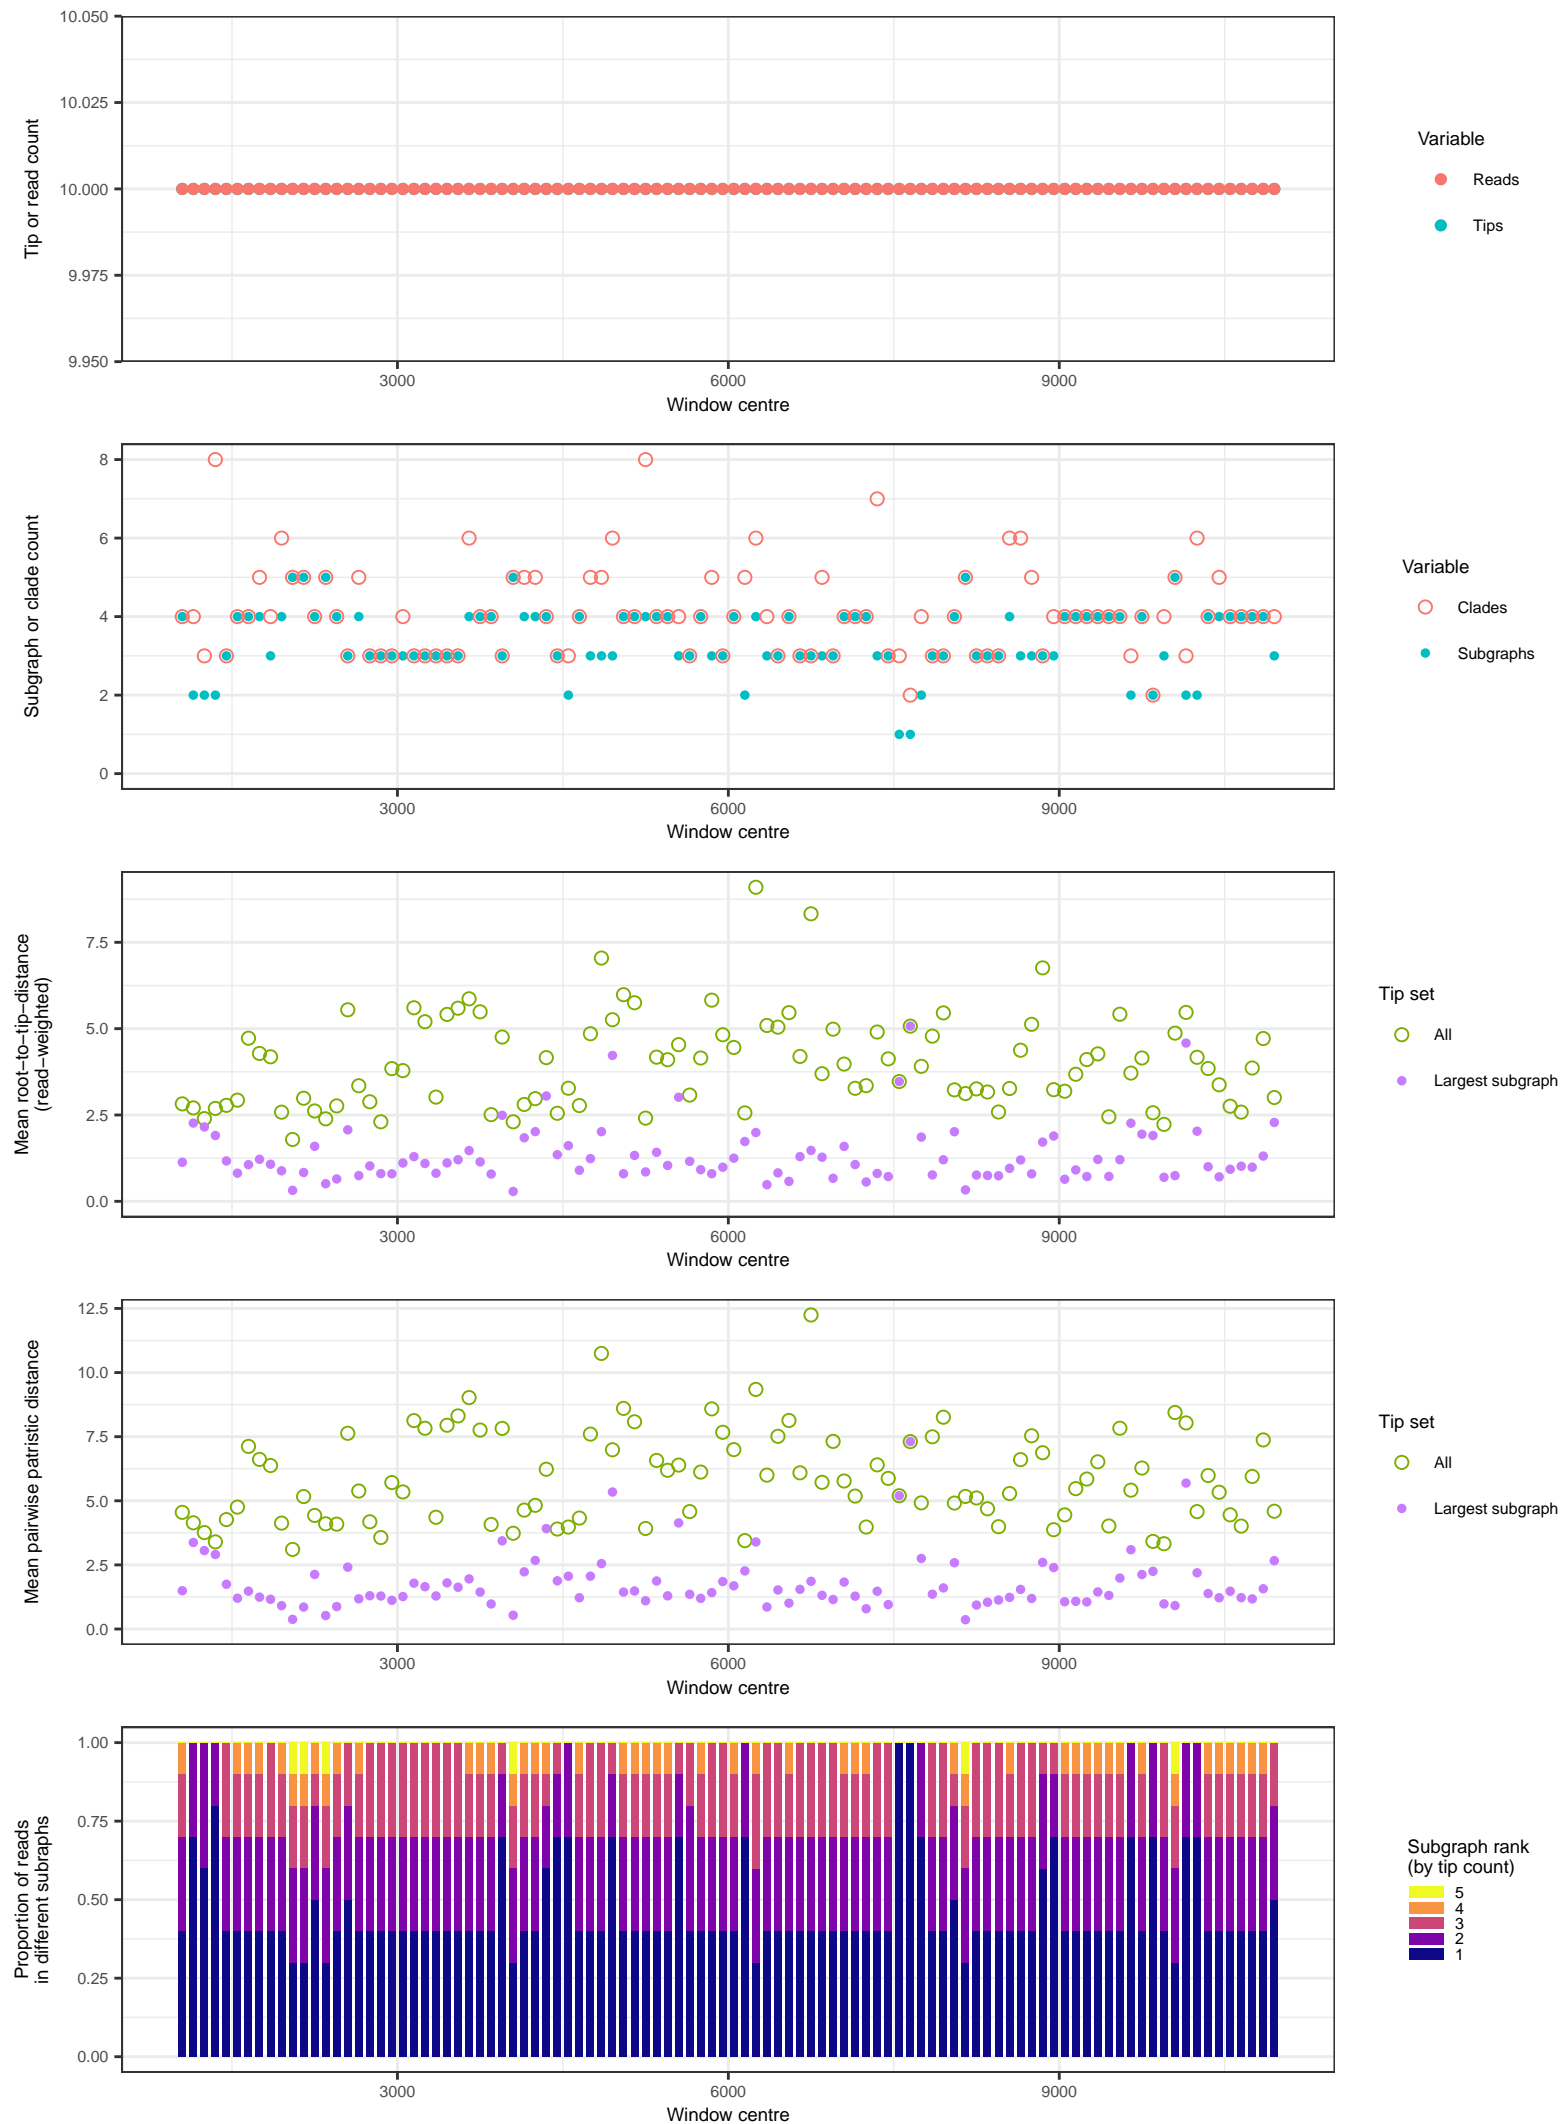 10.050
10.025
10.000
9.975
9.950
Tip or read count
3000
6000
9000
Window centre
Variable
Reads
Tips
8
6
4
2
0
Subgraph or clade count
3000
6000
9000
Window centre
Variable
Clades
Subgraphs
7.5
5.0
2.5
0.0
Mean root−to−tip−distance
(read−weighted)
3000
6000
9000
Window centre
Tip set
All
Largest subgraph
12.5
10.0
7.5
5.0
2.5
0.0
Mean pairwise patristic distance
3000
6000
9000
Window centre
Tip set
All
Largest subgraph
1.00
0.75
0.50
0.25
0.00
Proportion of reads
in different subraphs
3000
6000
9000
Window centre
Subgraph rank
(by tip count)
5
4
3
2
1